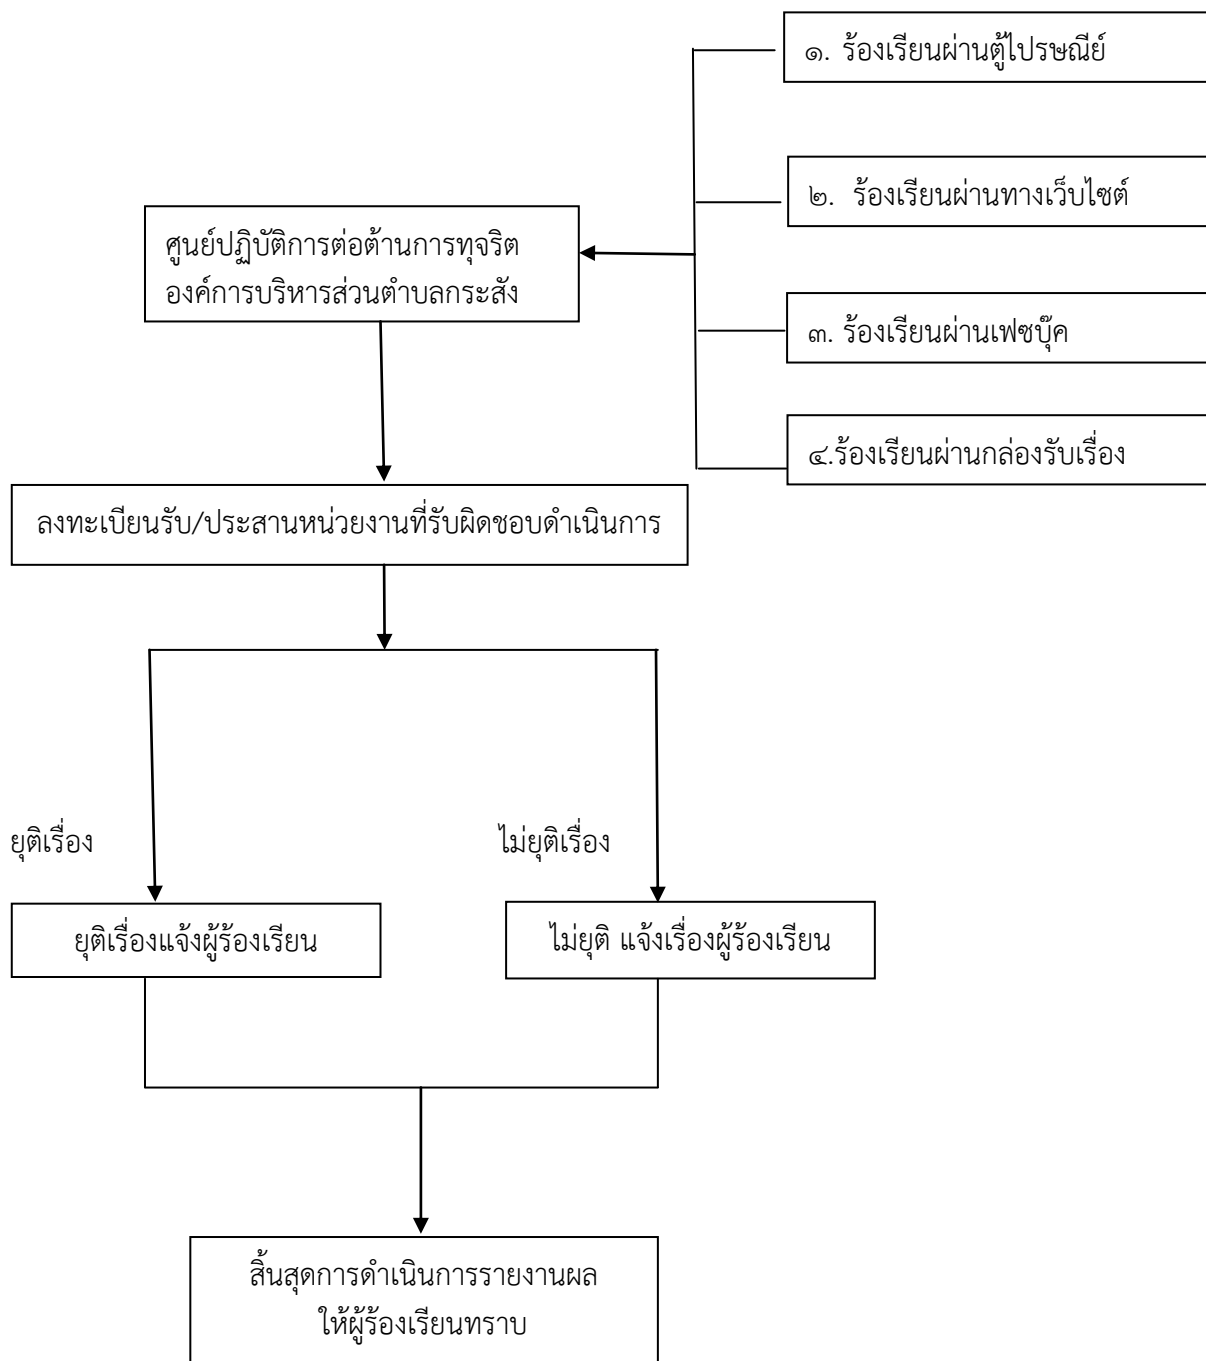 ๑. ร้องเรียนผ่านตู้ไปรษณีย์
๒. ร้องเรียนผ่านทางเว็บไซต์
ศูนย์ปฏิบัติการต่อต้านการทุจริต
องค์การบริหารส่วนตำบลกระสัง
๓. ร้องเรียนผ่านเฟซบุ๊ค
๔.ร้องเรียนผ่านกล่องรับเรื่อง
ลงทะเบียนรับ/ประสานหน่วยงานที่รับผิดชอบดำเนินการ
ยุติเรื่อง
ไม่ยุติเรื่อง
ยุติเรื่องแจ้งผู้ร้องเรียน
ไม่ยุติ แจ้งเรื่องผู้ร้องเรียน
สิ้นสุดการดำเนินการรายงานผล
ให้ผู้ร้องเรียนทราบ